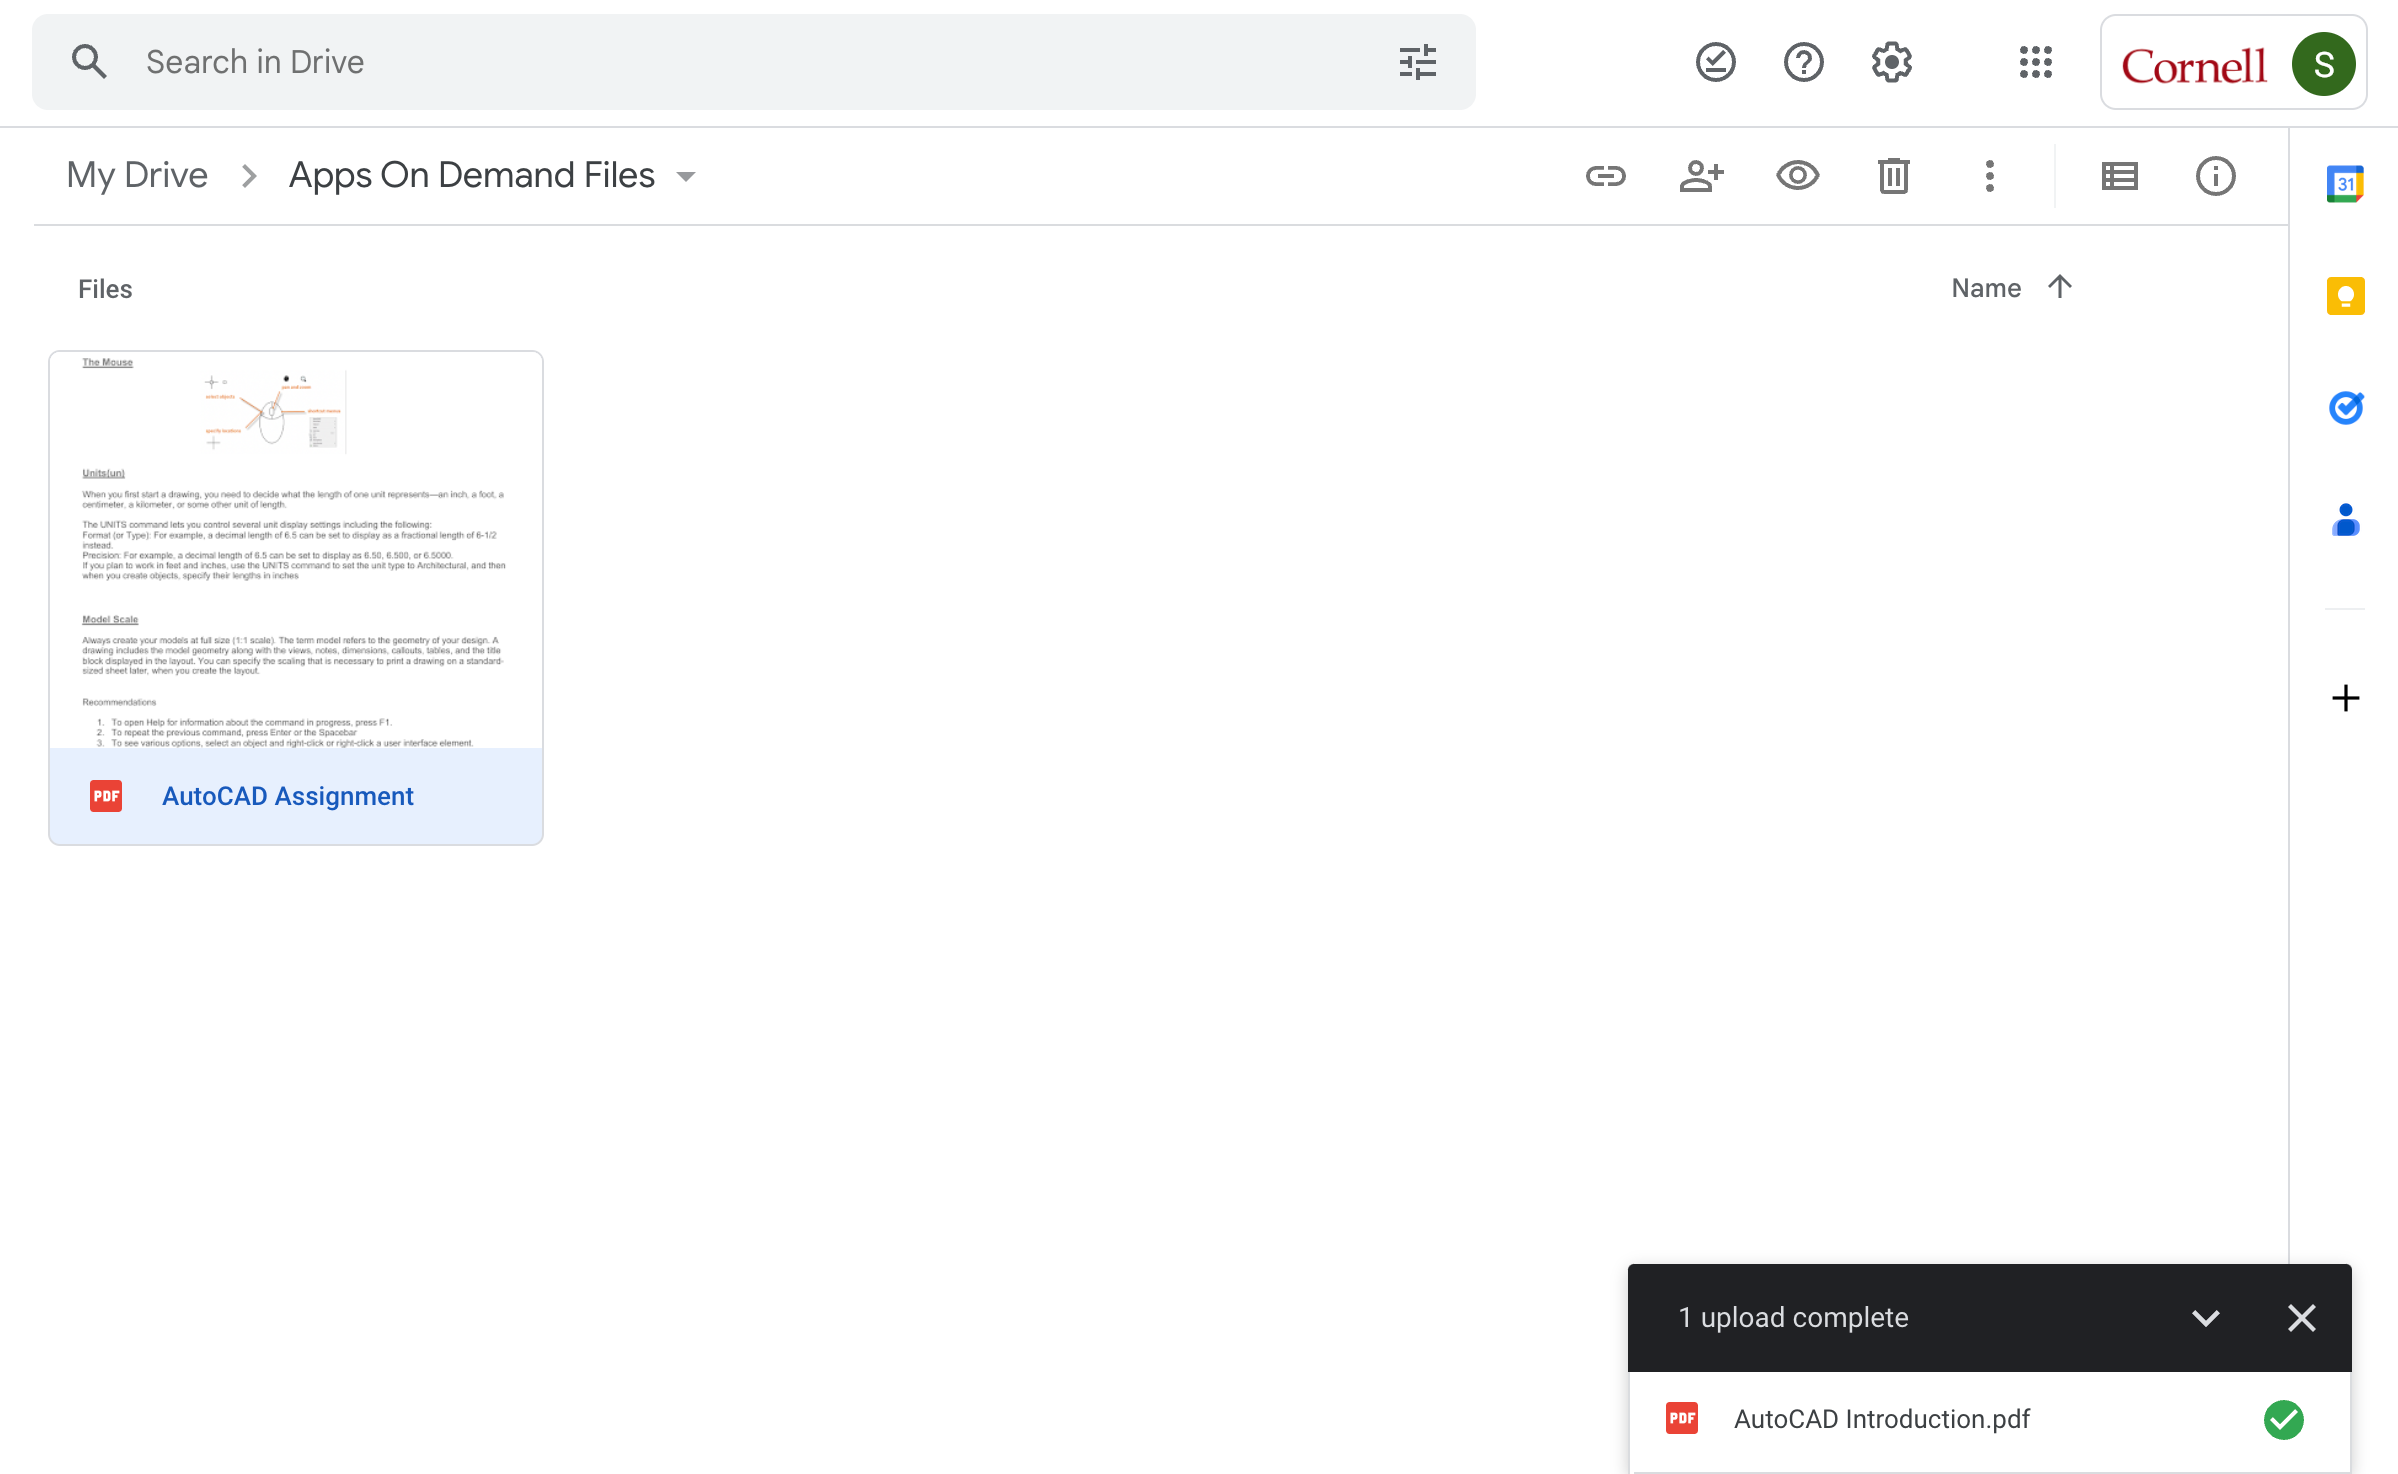 Search in Drive
Cornell
S
My Drive
Apps On Demand Files
31
Files
Name
The Mouse
select objects
pan and zoom
shortcut menus
specify locations
Units(un)
When you first start a drawing, you need to decide what the length of one unit represents—an inch, a foot, a
centimeter, a kilometer, or some other unit of length.
The UNITS command lets you control several unit display settings including the following:
Format (or Type): For example, a decimal length of 6.5 can be set to display as a fractional length of 6-1/2
instead.
Precision: For example, a decimal length of 6.5 can be set to display as 6.50, 6.500, or 6.5000.
If you plan to work in feet and inches, use the UNITS command to set the unit type to Architectural, and then
when you create objects, specify their lengths in inches
Model Scale
Always create your models at full size (1:1 scale). The term model refers to the geometry of your design. A
drawing includes the model geometry along with the views, notes, dimensions, callouts, tables, and the title
block displayed in the layout. You can specify the scaling that is necessary to print a drawing on a standard-
sized sheet later, when you create the layout.
Recommendations
1. To open Help for information about the command in progress, press F1.
2. To repeat the previous command, press Enter or the Spacebar
3. To see various options, select an object and right-click or right-click a user interface element.
PDF
AutoCAD Assignment
1 upload complete
PDF
AutoCAD Introduction.pdf